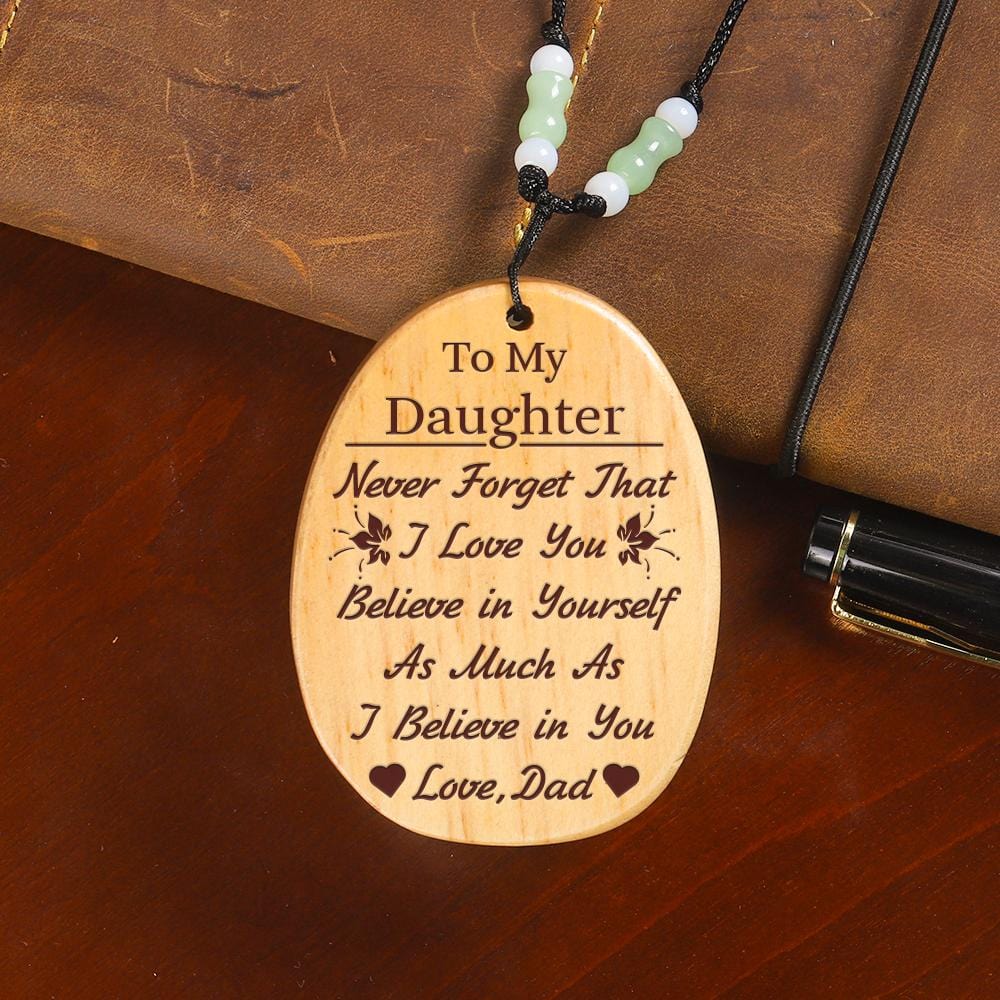 To My
Daughter
Never Forget That
I Love You
Believe in Yourself
As Much As
I Believe in You
Love, Dad